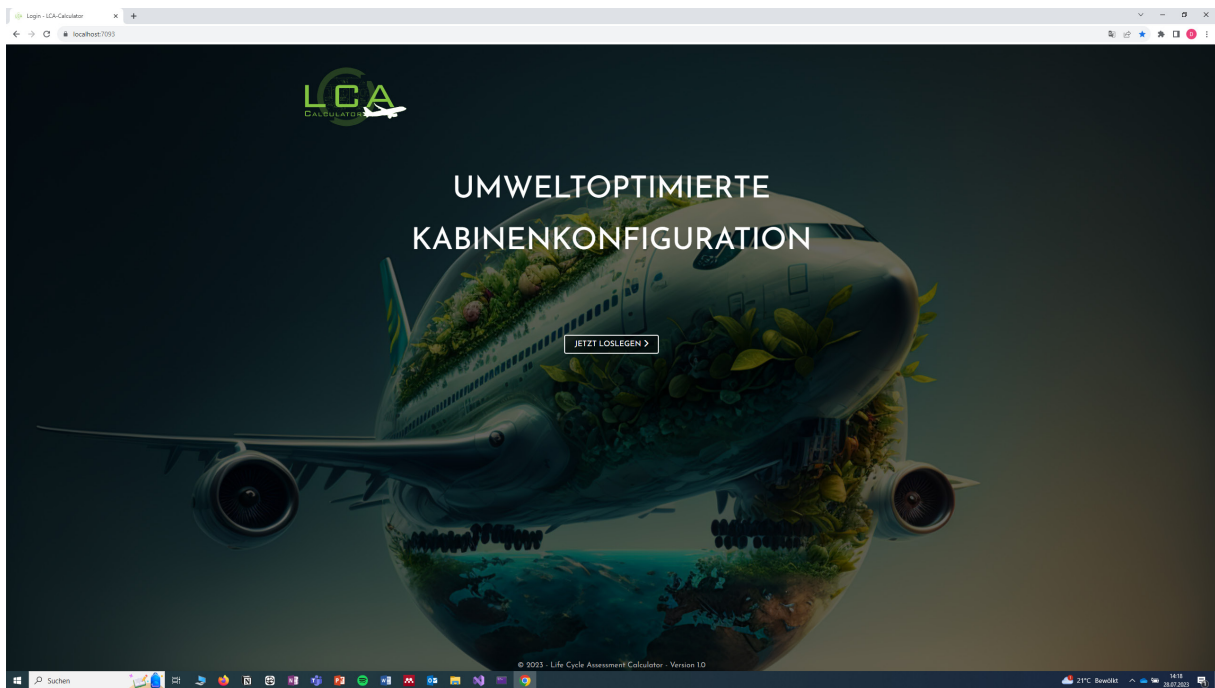 Login - LCA-Calculator
localhost:7093
D
LCA
CALCULATOR
UMWELTOPTIMIERTE
KABINENKONFIGURATION
JETZT LOSLEGEN
© 2023 - Life Cycle Assessment Calculator - Version 1.0
Suchen
21°C Bewölkt
14:18
28.07.2023